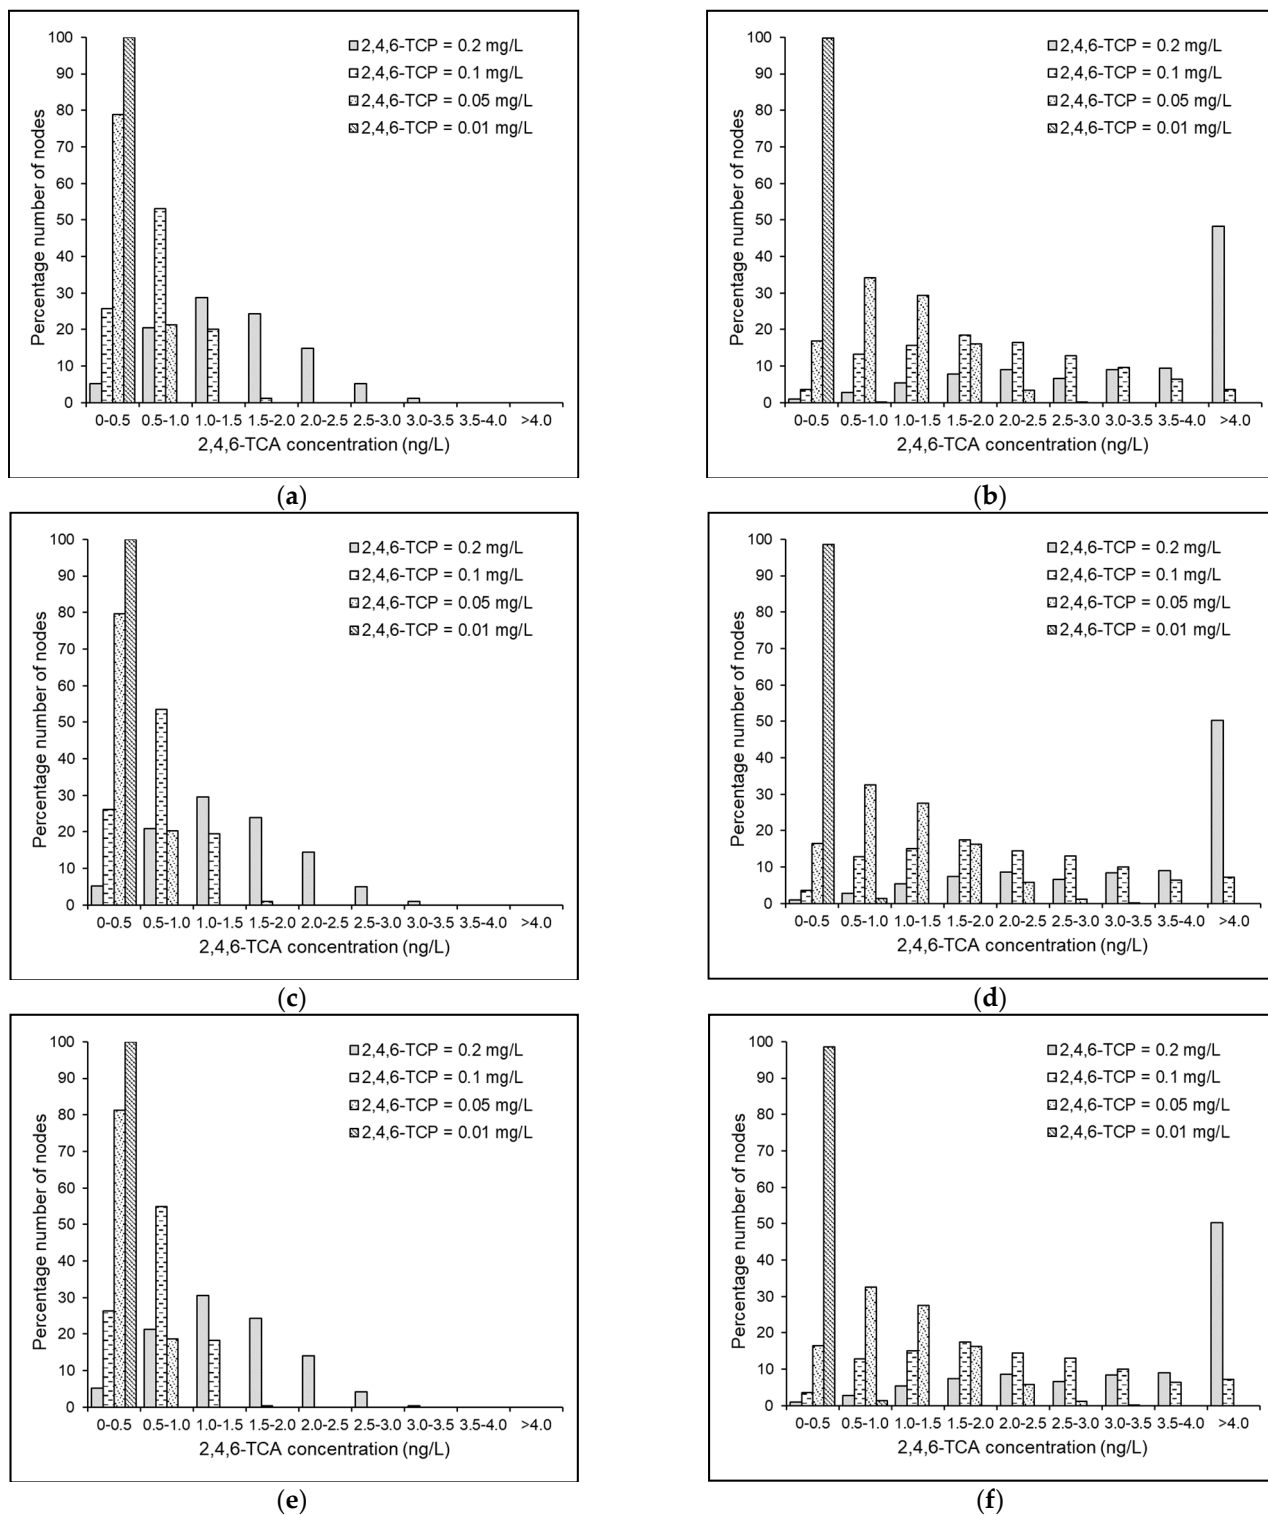 100
90
80
70
60
50
40
30
20
10
0
Percentage number of nodes
2,4,6-TCP = 0.2 mg/L
2,4,6-TCP = 0.1 mg/L
2,4,6-TCP = 0.05 mg/L
2,4,6-TCP = 0.01 mg/L
0-0.5 0.5-1.0 1.0-1.5 1.5-2.0 2.0-2.5 2.5-3.0 3.0-3.5 3.5-4.0 >4.0
2,4,6-TCA concentration (ng/L)
(a)
100
90
80
70
60
50
40
30
20
10
0
Percentage number of nodes
2,4,6-TCP = 0.2 mg/L
2,4,6-TCP = 0.1 mg/L
2,4,6-TCP = 0.05 mg/L
2,4,6-TCP = 0.01 mg/L
0-0.5 0.5-1.0 1.0-1.5 1.5-2.0 2.0-2.5 2.5-3.0 3.0-3.5 3.5-4.0 >4.0
2,4,6-TCA concentration (ng/L)
(b)
100
90
80
70
60
50
40
30
20
10
0
Percentage number of nodes
2,4,6-TCP = 0.2 mg/L
2,4,6-TCP = 0.1 mg/L
2,4,6-TCP = 0.05 mg/L
2,4,6-TCP = 0.01 mg/L
0-0.5 0.5-1.0 1.0-1.5 1.5-2.0 2.0-2.5 2.5-3.0 3.0-3.5 3.5-4.0 >4.0
2,4,6-TCA concentration (ng/L)
(c)
100
90
80
70
60
50
40
30
20
10
0
Percentage number of nodes
2,4,6-TCP = 0.2 mg/L
2,4,6-TCP = 0.1 mg/L
2,4,6-TCP = 0.05 mg/L
2,4,6-TCP = 0.01 mg/L
0-0.5 0.5-1.0 1.0-1.5 1.5-2.0 2.0-2.5 2.5-3.0 3.0-3.5 3.5-4.0 >4.0
2,4,6-TCA concentration (ng/L)
(d)
100
90
80
70
60
50
40
30
20
10
0
Percentage number of nodes
2,4,6-TCP = 0.2 mg/L
2,4,6-TCP = 0.1 mg/L
2,4,6-TCP = 0.05 mg/L
2,4,6-TCP = 0.01 mg/L
0-0.5 0.5-1.0 1.0-1.5 1.5-2.0 2.0-2.5 2.5-3.0 3.0-3.5 3.5-4.0 >4.0
2,4,6-TCA concentration (ng/L)
(e)
100
90
80
70
60
50
40
30
20
10
0
Percentage number of nodes
2,4,6-TCP = 0.2 mg/L
2,4,6-TCP = 0.1 mg/L
2,4,6-TCP = 0.05 mg/L
2,4,6-TCP = 0.01 mg/L
0-0.5 0.5-1.0 1.0-1.5 1.5-2.0 2.0-2.5 2.5-3.0 3.0-3.5 3.5-4.0 >4.0
2,4,6-TCA concentration (ng/L)
(f)